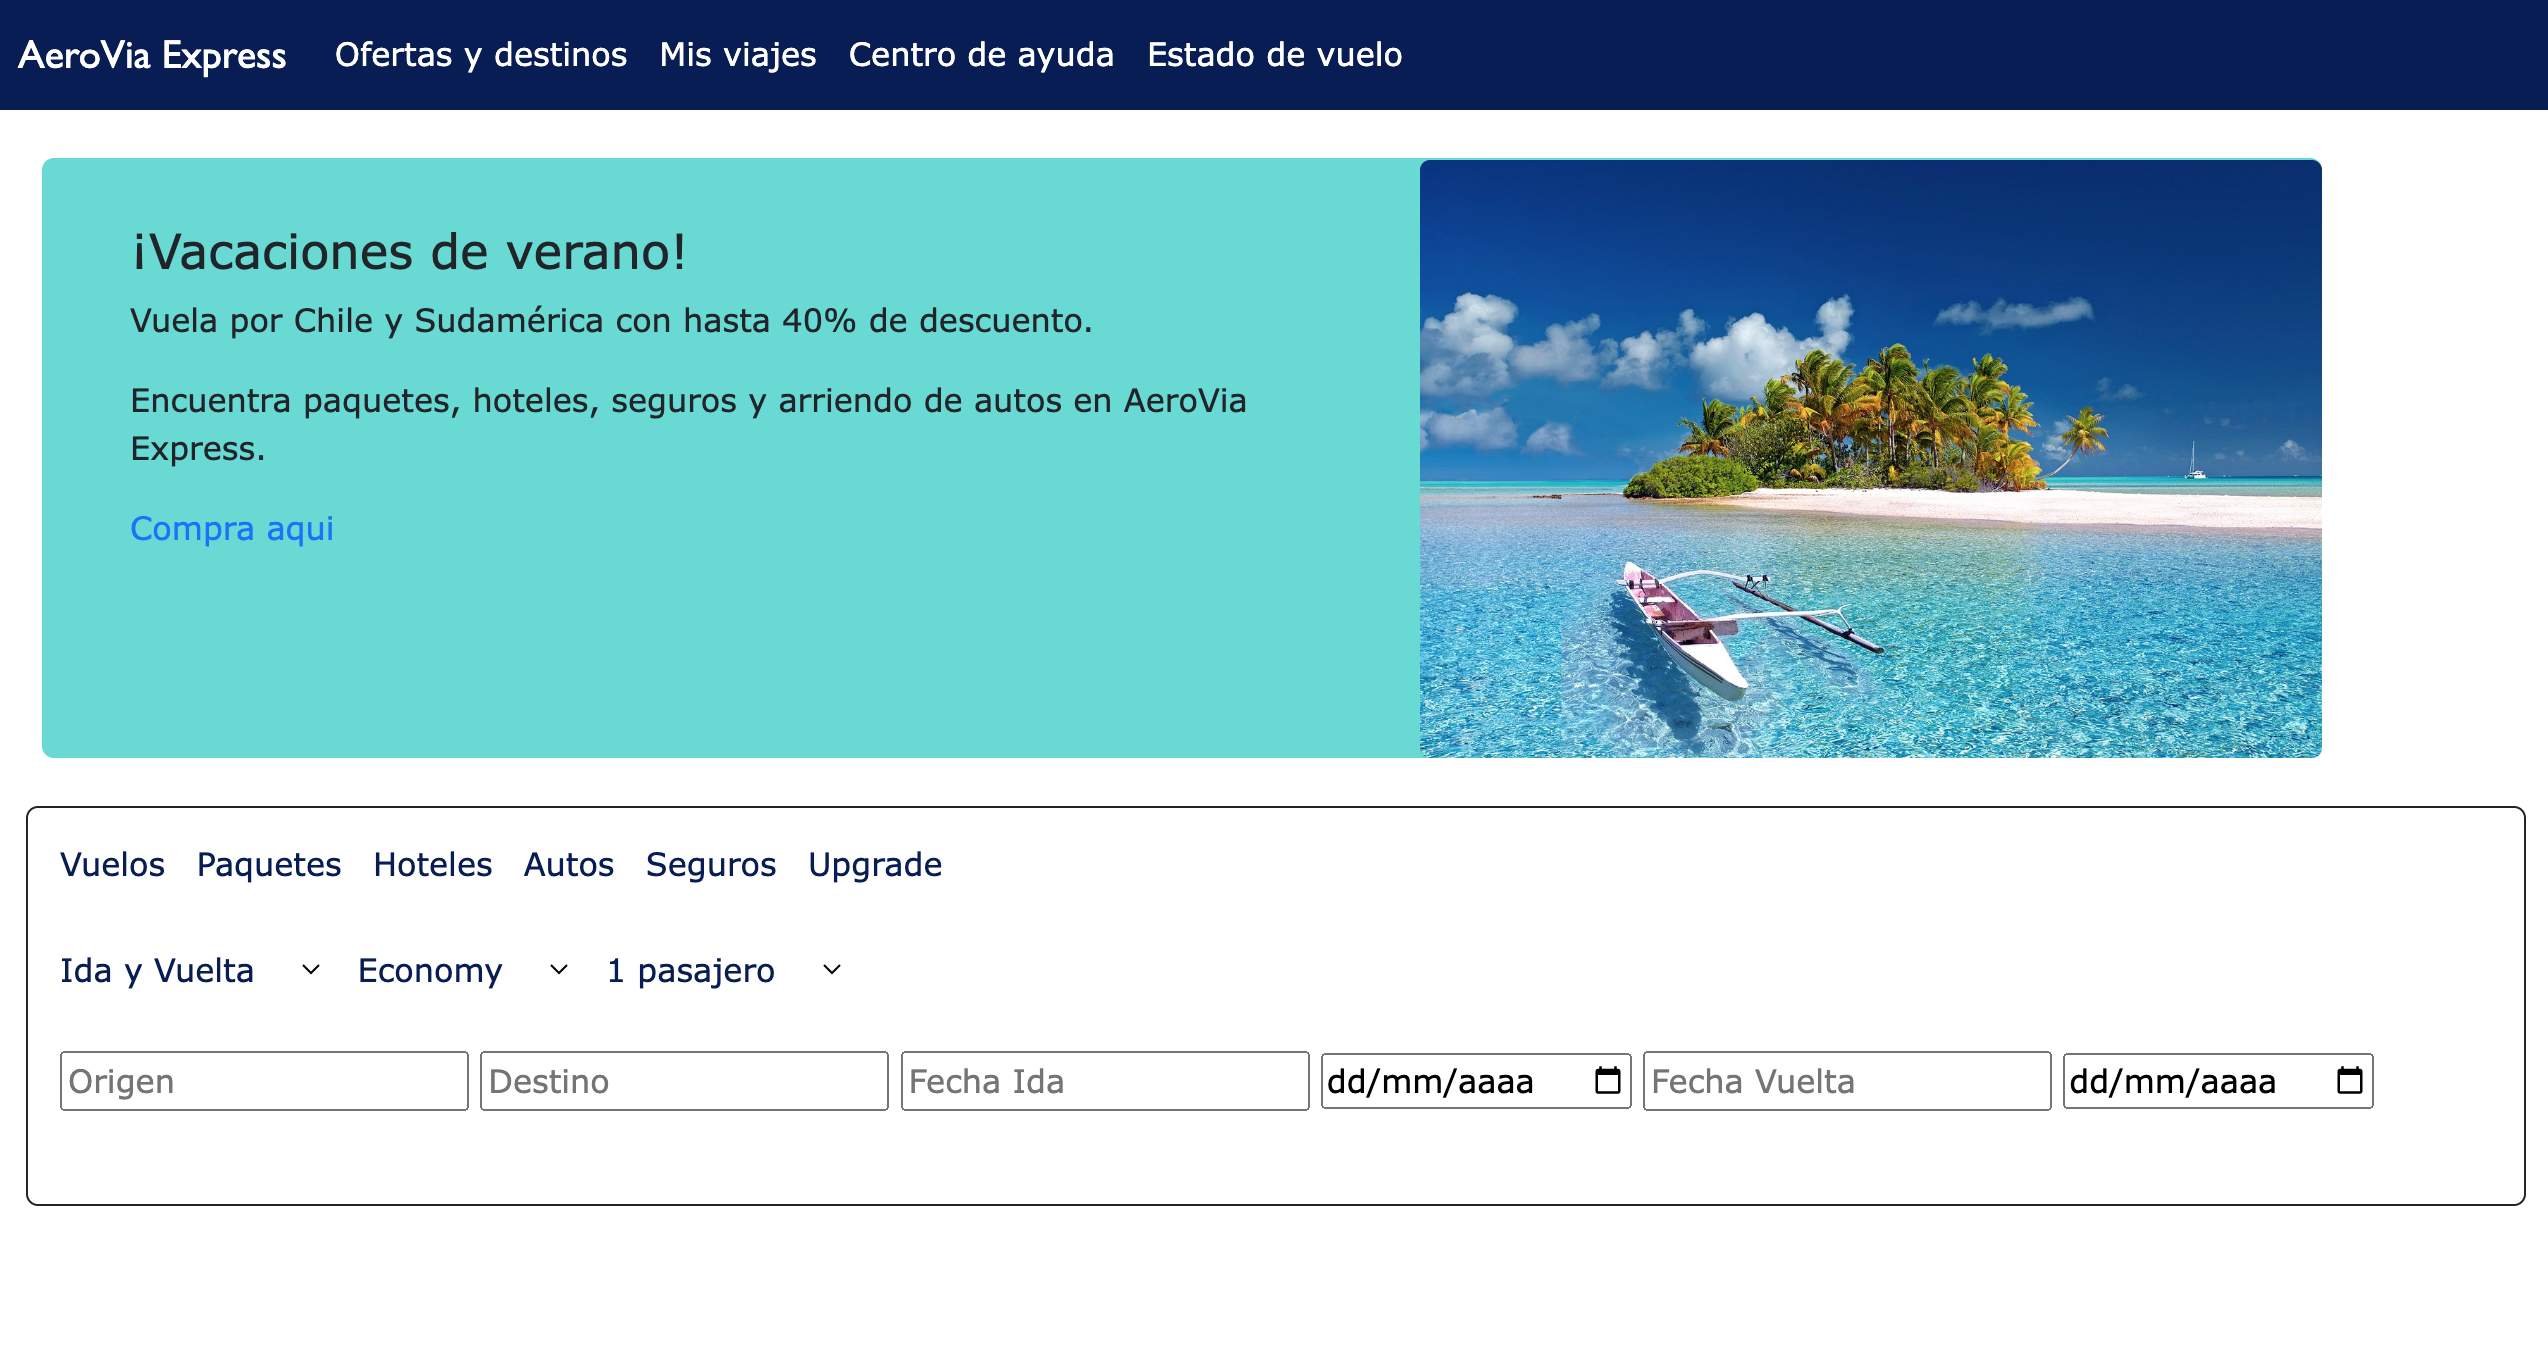 AeroVia Express Ofertas y destinos Mis viajes Centro de ayuda Estado de vuelo
¡Vacaciones de verano!
Vuela por Chile y Sudamérica con hasta 40% de descuento.
Encuentra paquetes, hoteles, seguros y arriendo de autos en AeroVia
Express.
Compra aqui
Vuelos Paquetes Hoteles Autos Seguros Upgrade
Ida y Vuelta Economy 1 pasajero
Origen Destino Fecha Ida dd/mm/aaaa Fecha Vuelta dd/mm/aaaa